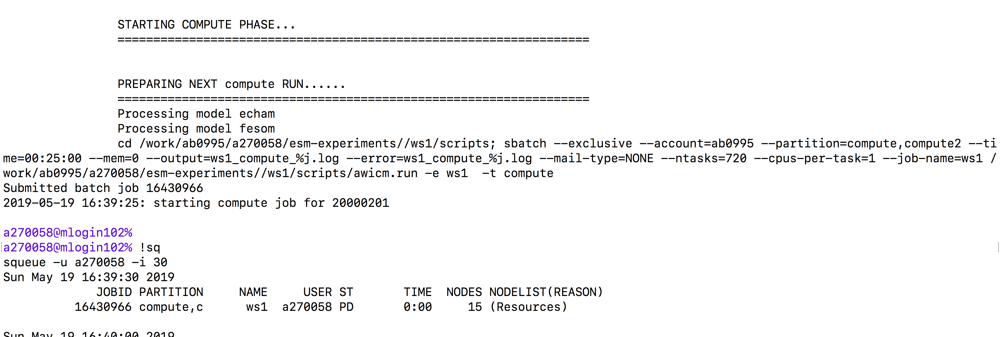 STARTING COMPUTE PHASE...
==================================================================
PREPARING NEXT compute RUN......
==================================================================
Processing model echam
Processing model fesom
cd /work/ab0995/a270058/esm-experiments//ws1/scripts; sbatch --exclusive --account=ab0995 --partition=compute,compute2 --ti
me=00:25:00 --mem=0 --output=ws1_compute_%j.log --error=ws1_compute_%j.log --mail-type=NONE --ntasks=720 --cpus-per-task=1 --job-name=ws1 /
work/ab0995/a270058/esm-experiments//ws1/scripts/awicm.run -e ws1  -t compute
Submitted batch job 16430966
2019-05-19 16:39:25: starting compute job for 20000201
a270058@mlogin102%
[a270058@mlogin102% !sq ]
squeue -u a270058 -i 30
Sun May 19 16:39:30 2019
JOBID PARTITION     NAME     USER ST       TIME  NODES NODELIST(REASON)
16430966 compute,c      ws1  a270058 PD       0:00     15 (Resources)
Sun May 19 16:40:00 2019